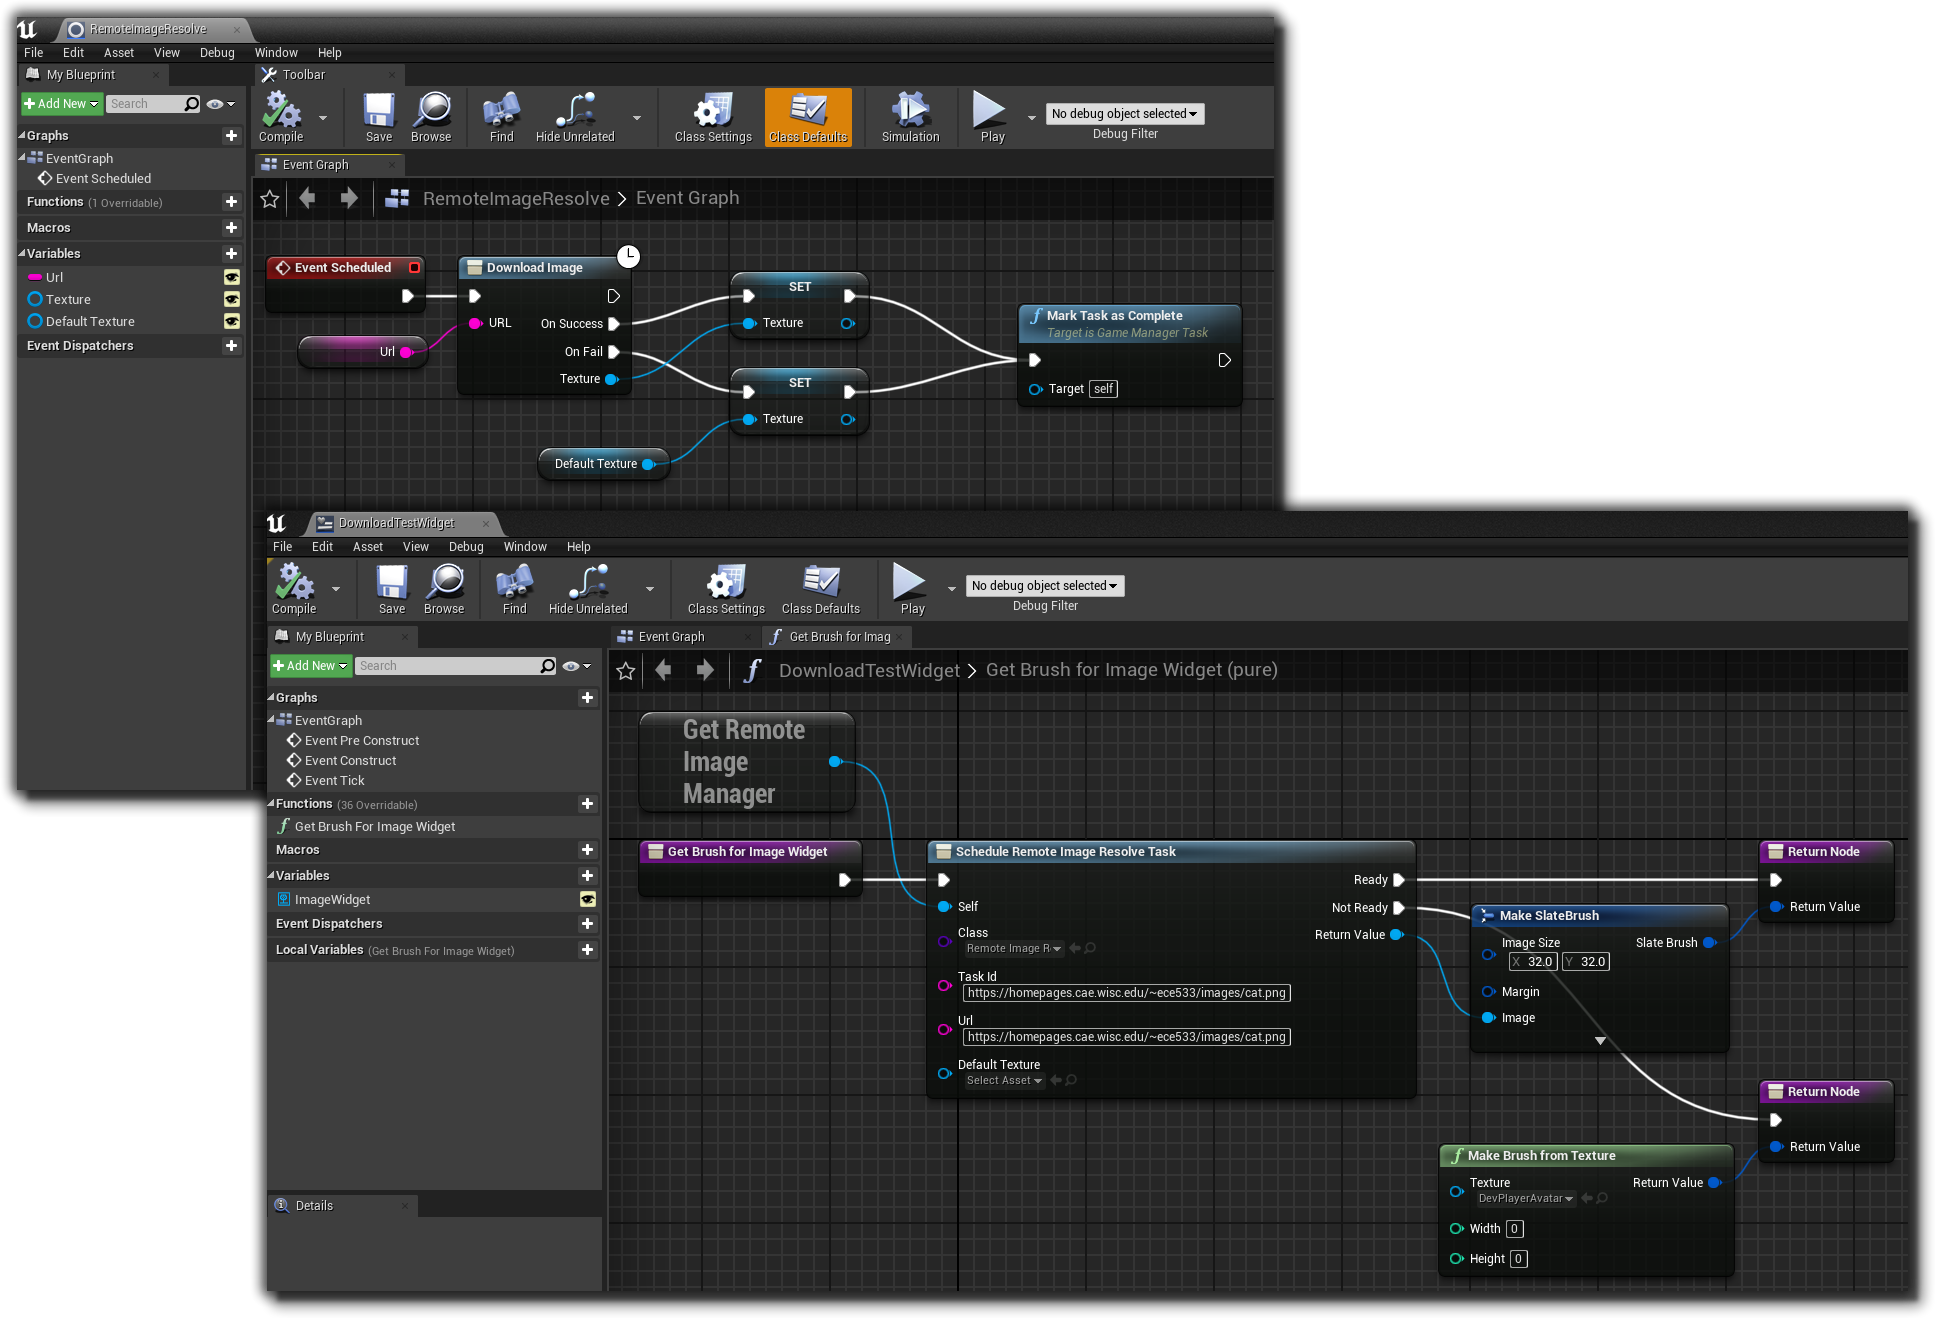 RemoteImageResolve
File Edit Asset View Debug Window Help
My Blueprint
Toolbar
Add New
Search
Compile
Save
Browse
Find
Hide Unrelated
Class Settings
Class Defaults
Simulation
Play
No debug object selected
Debug Filter
Graphs
EventGraph
Event Scheduled
Functions (1 Overridable)
Macros
Variables
Url
Texture
Default Texture
Event Dispatchers
Event Graph
RemoteImageResolve > Event Graph
Event Scheduled
Url
Download Image
URL
On Success
On Fail
Texture
SET
Texture
SET
Texture
Default Texture
Mark Task as Complete
Target is Game Manager Task
Target self
DownloadTestWidget
File Edit Asset View Debug Window Help
Compile
Save
Browse
Find
Hide Unrelated
Class Settings
Class Defaults
Play
No debug object selected
Debug Filter
My Blueprint
Add New
Search
Graphs
EventGraph
Event Pre Construct
Event Construct
Event Tick
Functions (36 Overridable)
Get Brush For Image Widget
Macros
Variables
ImageWidget
Event Dispatchers
Local Variables (Get Brush For Image Widget)
Details
Event Graph
Get Brush for Imag
DownloadTestWidget > Get Brush for Image Widget (pure)
Get Remote
Image
Manager
Get Brush for Image Widget
Schedule Remote Image Resolve Task
Ready
Not Ready
Return Value
Self
Class
Remote Image R
Task Id
https://homepages.cae.wisc.edu/~ece533/images/cat.png
Url
https://homepages.cae.wisc.edu/~ece533/images/cat.png
Default Texture
Select Asset
Make SlateBrush
Image Size
X 32.0 Y 32.0
Slate Brush
Margin
Image
Return Node
Return Value
Return Node
Return Value
Make Brush from Texture
Texture
DevPlayerAvatar
Return Value
Width 0
Height 0